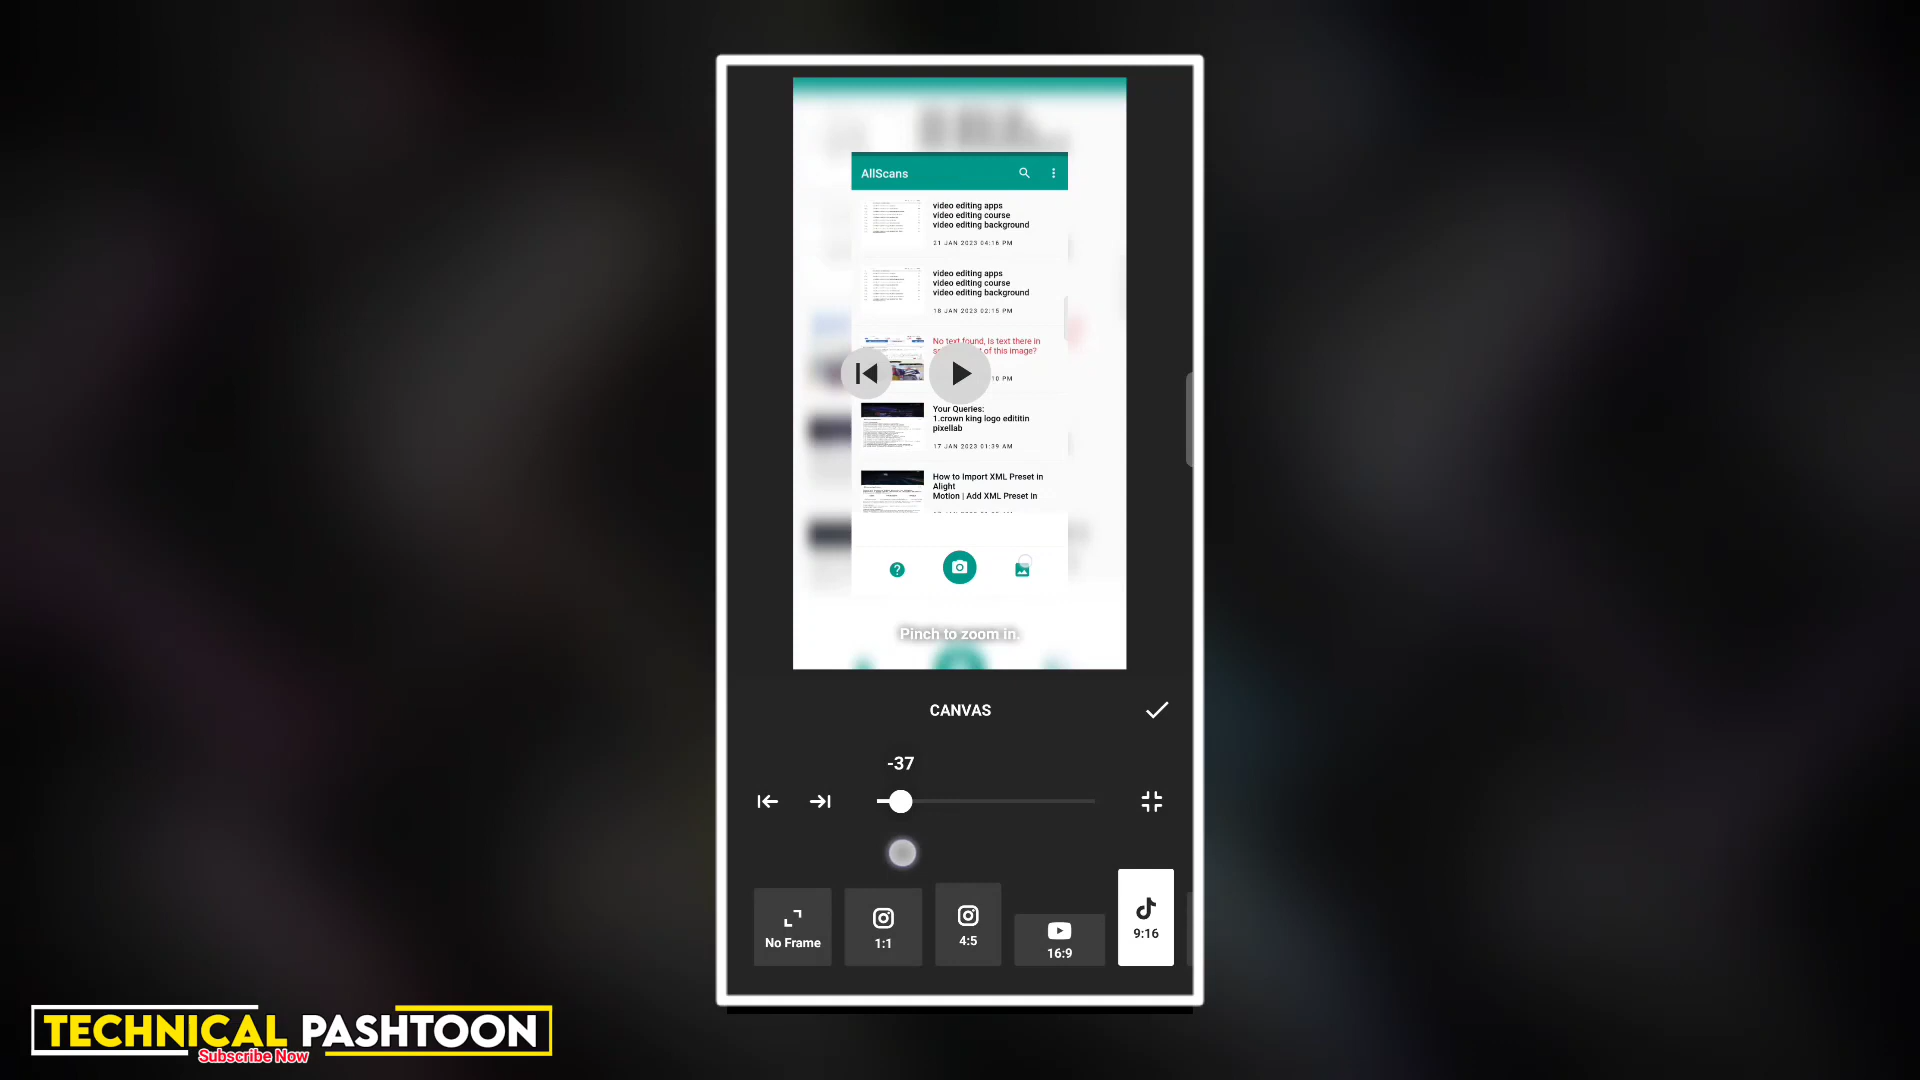 AllScans
video editing apps
video editing course
video editing background
21 JAN 2023 04:16 PM
video editing apps
video editing course
video editing background
18 JAN 2023 02:15 PM
No text found, is text there in
of this image?
10 PM
Your Queries:
1.crown king logo edititin
pixellab
17 JAN 2023 01:39 AM
How to Import XML Preset in
Alight
Motion | Add XML Preset in
Pinch to zoom in.
CANVAS
-37
No Frame
1:1
4:5
16:9
9:16
TECHNICAL PASHTOON
Subscribe Now